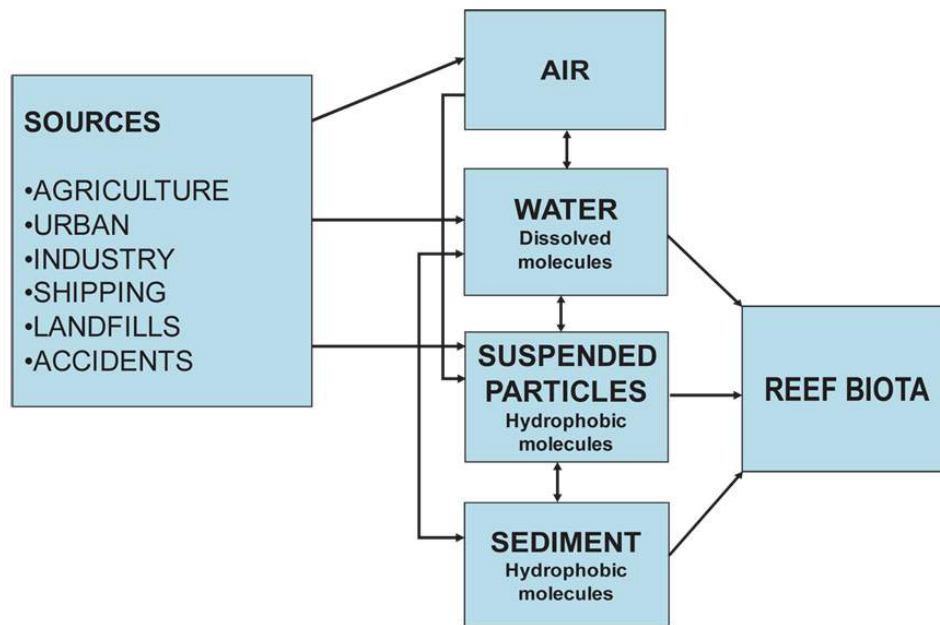 SOURCES
•AGRICULTURE
•URBAN
•INDUSTRY
•SHIPPING
•LANDFILLS
•ACCIDENTS
AIR
WATER
Dissolved
molecules
SUSPENDED
PARTICLES
Hydrophobic
molecules
SEDIMENT
Hydrophobic
molecules
REEF BIOTA